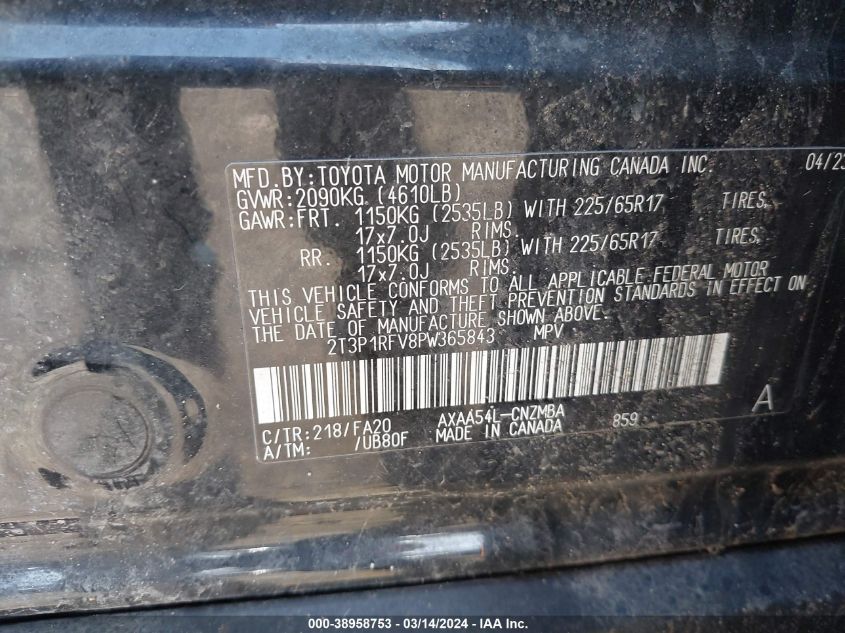 MFD.BY:TOYOTA MOTOR MANUFACTURING CANADA INC. 04/23
GVWR:2090KG (4610LB)
GAWR:FRT. 1150KG (2535LB) WITH 225/65R17 TIRES,
17x7.0J RIMS.
RR. 1150KG (2535LB) WITH 225/65R17 TIRES,
17x7.0J RIMS.
THIS VEHICLE CONFORMS TO ALL APPLICABLE FEDERAL MOTOR
VEHICLE SAFETY AND THEFT PREVENTION STANDARDS IN EFFECT ON
THE DATE OF MANUFACTURE SHOWN ABOVE.
2T3P1RFV8PW365843 MPV
C/TR:218/FA20 AXAA54L-CNZMBA 859 A
A/TM: /UB80F MADE IN CANADA
000-38958753 - 03/14/2024 - IAA Inc.